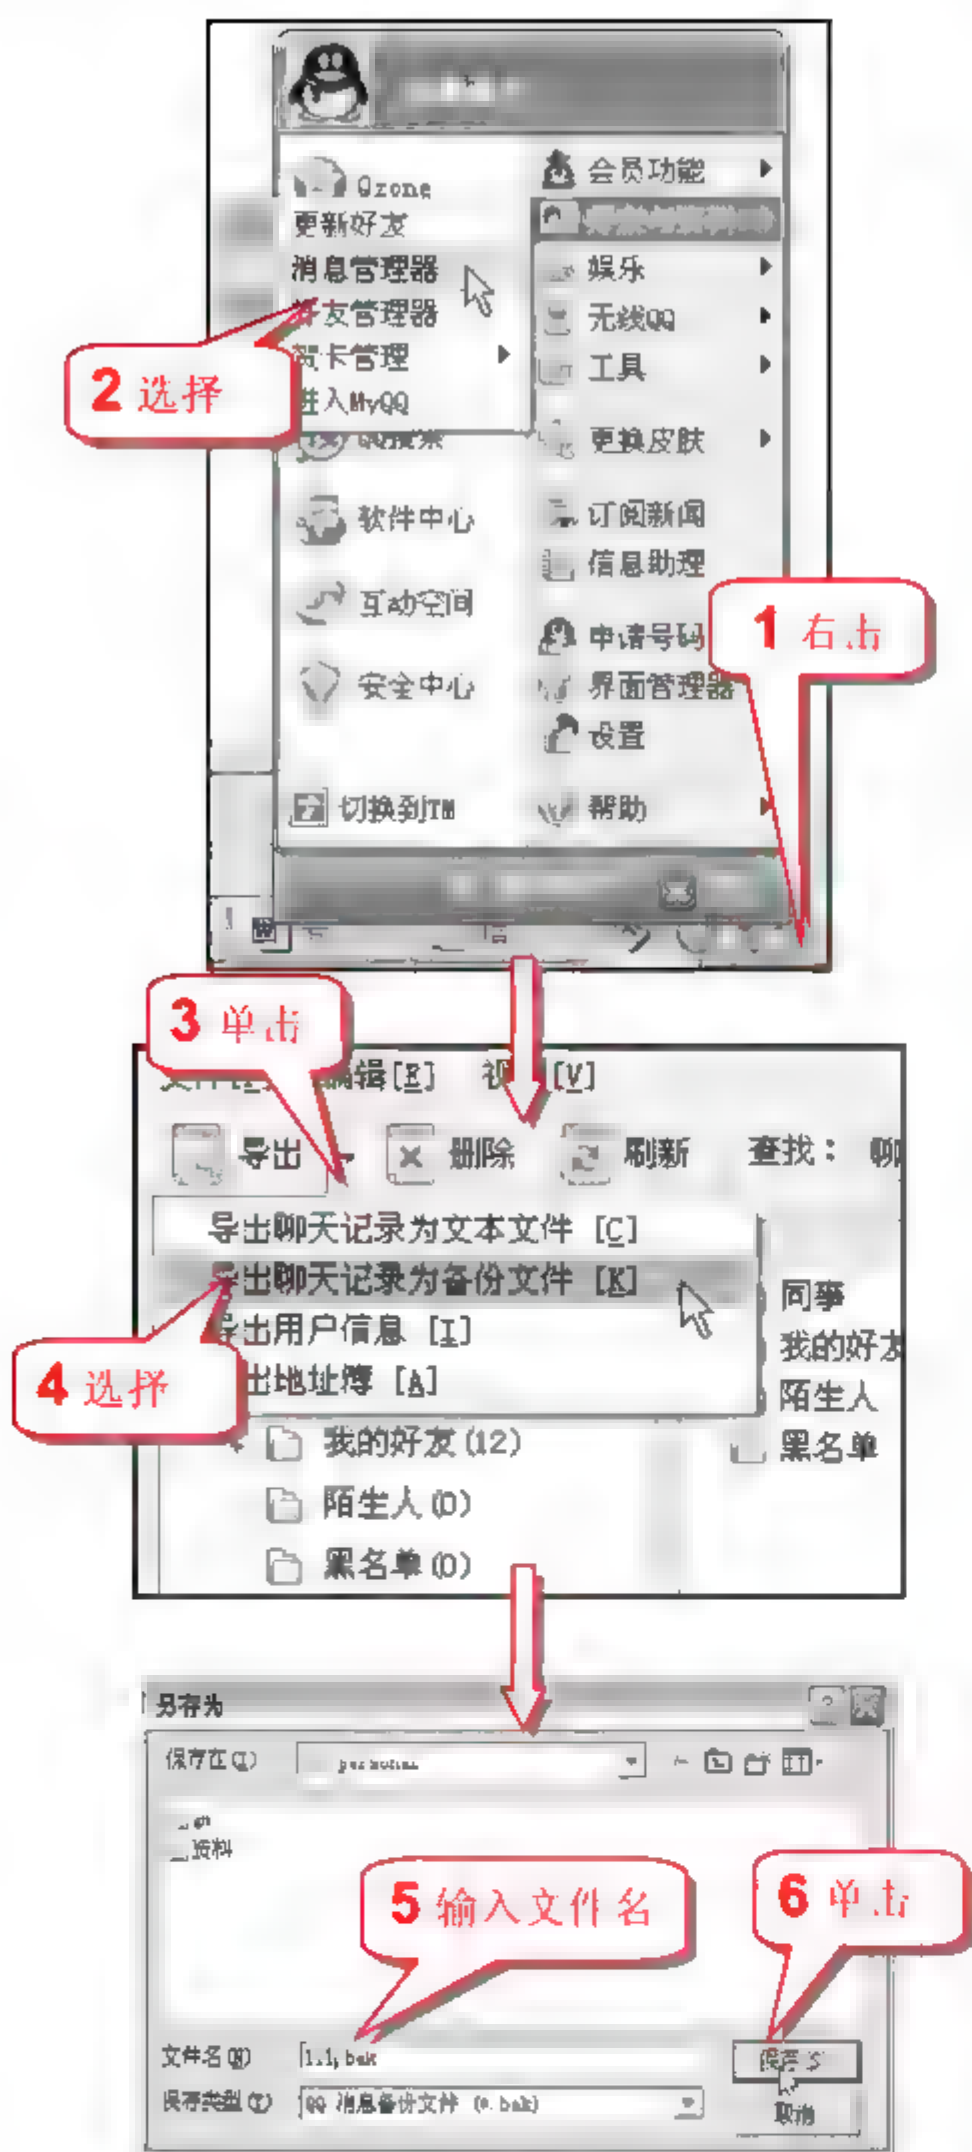 Qzone
更新好友
消息管理器
好友管理器
贺卡管理
进入MyQQ
2 选择
软件中心
互动空间
安全中心
切换到TM
会员功能
娱乐
无线QQ
工具
更换皮肤
订阅新闻
信息助理
申请号码
界面管理器
设置
帮助
1 右击
3 单击
编辑[E]
[V]
导出
删除
刷新
查找：
导出聊天记录为文本文件 [C]
导出聊天记录为备份文件 [K]
导出用户信息 [I]
出地址簿 [A]
4 选择
我的好友(12)
陌生人(0)
黑名单(0)
同事
我的好友
陌生人
黑名单
另存为
保存在(I)
personal
资料
5 输入文件名
6 单击
文件名(N)
保存(S)
保存类型(T)
QQ 消息备份文件 (*.bak)
取消